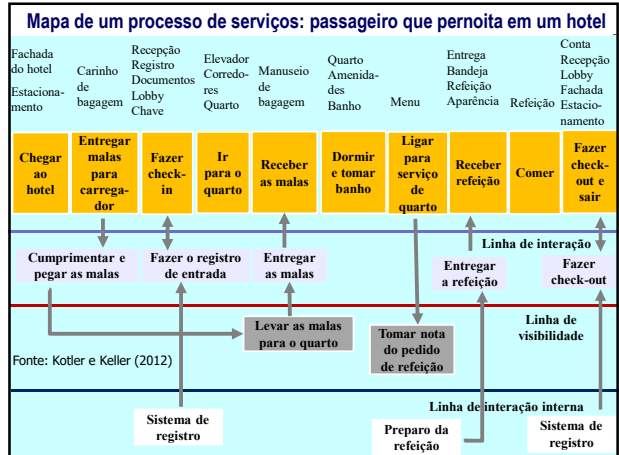 Mapa de um processo de serviços: passageiro que pernoita em um hotel
Fachada
do hotel
Estaciona-
mento
Carinho
de
bagagem
Recepção
Registro
Documentos
Lobby
Chave
Elevador
Corredo-
res
Quarto
Manuseio
de
bagagem
Quarto
Amenida-
des
Banho
Menu
Entrega
Bandeja
Refeição
Aparência
Refeição
Conta
Recepção
Lobby
Fachada
Estacio-
namento
Chegar
ao
hotel
Entregar
malas
para
carrega-
dor
Fazer
check-
in
Ir
para o
quarto
Receber
as malas
Dormir
e tomar
banho
Ligar
para
serviço
de
quarto
Receber
refeição
Comer
Fazer
check-
out e
sair
Linha de interação
Cumprimentar e
pegar as malas
Fazer o registro
de entrada
Entregar
as malas
Entregar
a refeição
Fazer
check-out
Linha de
visibilidade
Levar as malas
para o quarto
Tomar nota
do pedido
de refeição
Fonte: Kotler e Keller (2012)
Linha de interação interna
Sistema de
registro
Preparo da
refeição
Sistema de
registro